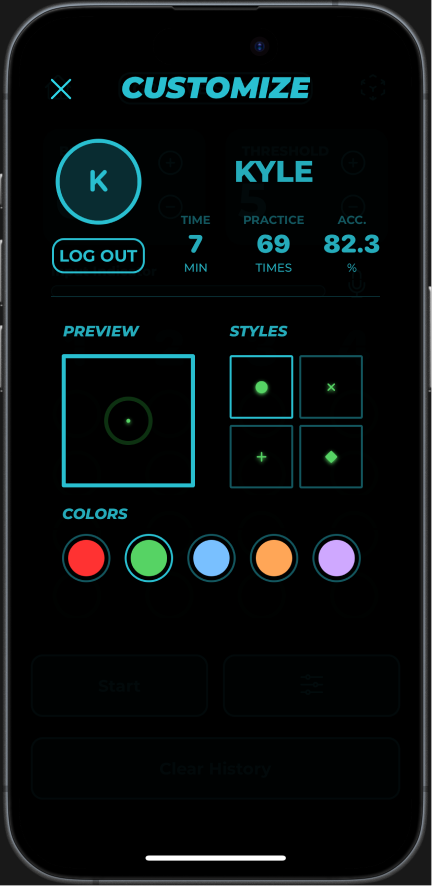 CUSTOMIZE
THRESHOLD
K
KYLE
5
TIME PRACTICE ACC.
7 69 82.3
MIN TIMES %
LOG OUT
PREVIEW STYLES
COLORS
Start
Clear History